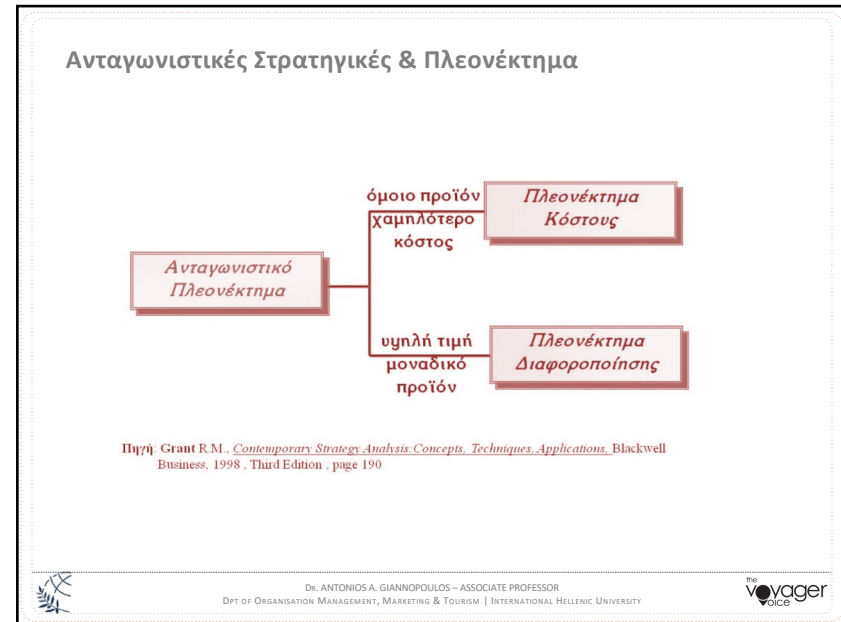 Ανταγωνιστικές Στρατηγικές & Πλεονέκτημα
όμοιο προϊόν
χαμηλότερο
κόστος
Πλεονέκτημα
Κόστους
Ανταγωνιστικό
Πλεονέκτημα
υψηλή τιμή
μοναδικό
προϊόν
Πλεονέκτημα
Διαφοροποίησης
Πηγή: Grant R.M., Contemporary Strategy Analysis:Concepts, Techniques, Applications, Blackwell
Business, 1998 , Third Edition , page 190
DR. ANTONIOS A. GIANNOPOULOS – ASSOCIATE PROFESSOR
DPT OF ORGANISATION MANAGEMENT, MARKETING & TOURISM | INTERNATIONAL HELLENIC UNIVERSITY
the
voyager
voice